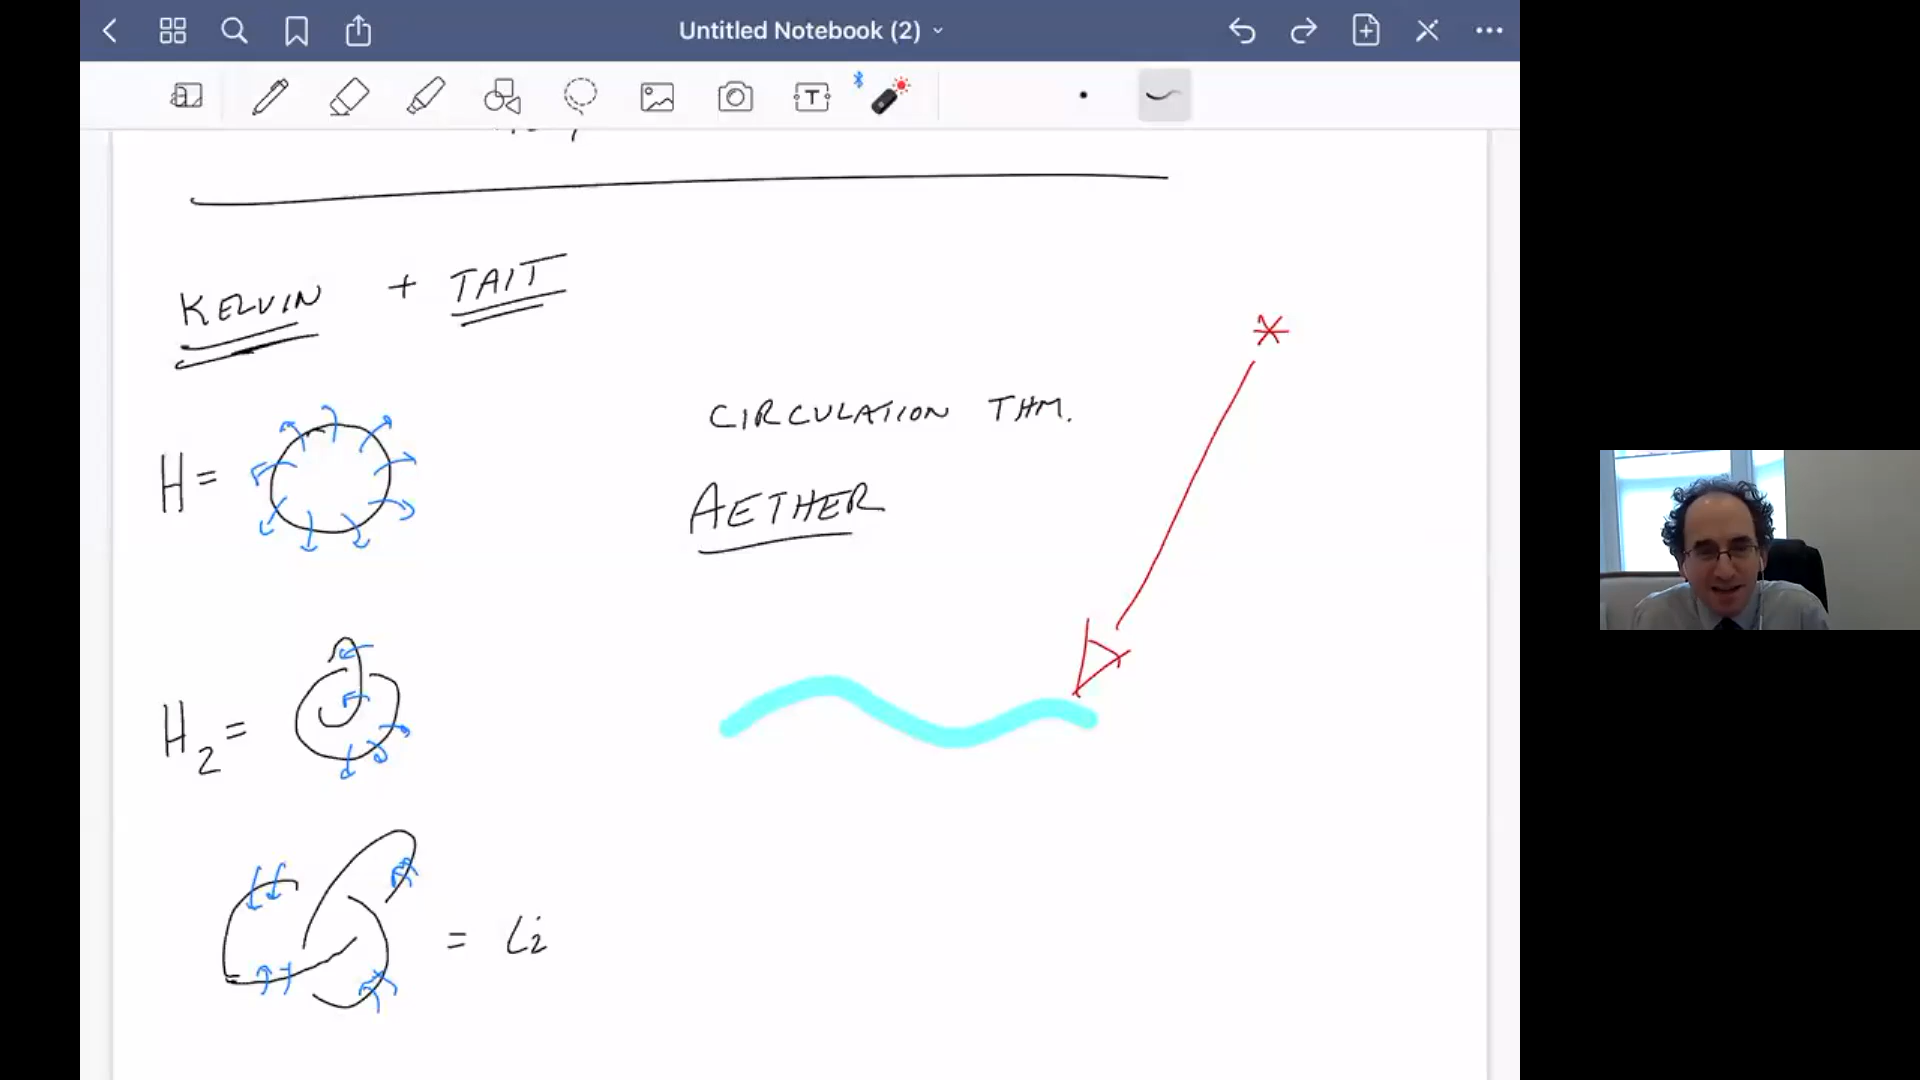 Untitled Notebook (2)
T
KELVIN + TAIT
CIRCULATION THM.
H =
AETHER
H2 =
= Li